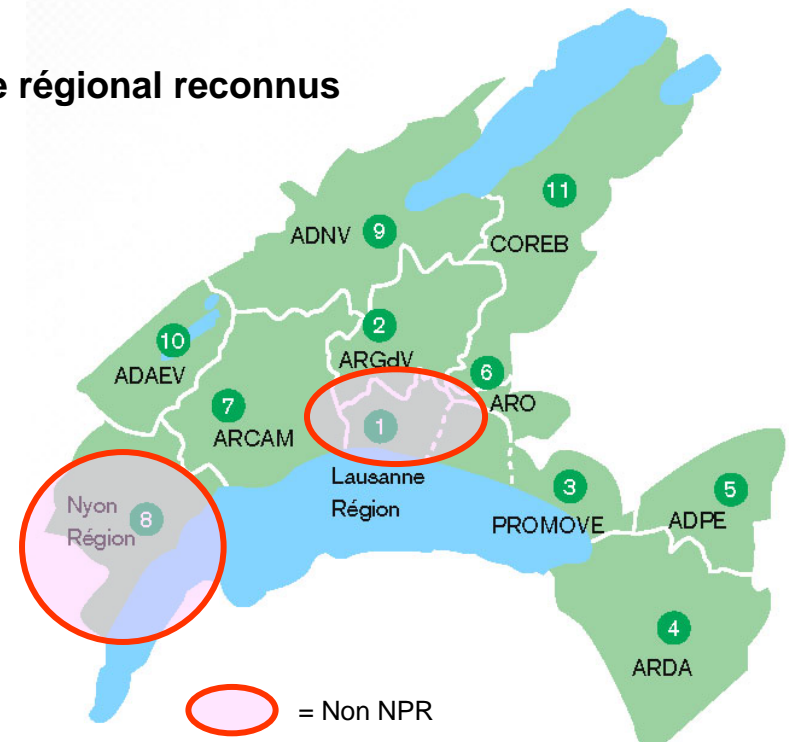 e régional reconnus
11
ADNV 9
COREB
2
10
ARGdV
6
ADAEV
ARO
7
1
ARCAM
Lausanne
Région
3
5
Nyon
Région
8
PROMOVE
ADPE
4
ARDA
= Non NPR